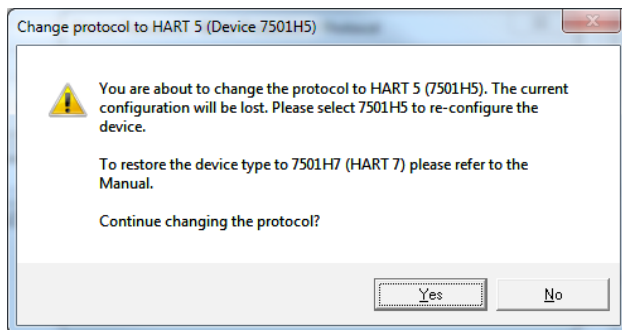 Change protocol to HART 5 (Device 7501H5)
You are about to change the protocol to HART 5 (7501H5). The current
configuration will be lost. Please select 7501H5 to re-configure the
device.
To restore the device type to 7501H7 (HART 7) please refer to the
Manual.
Continue changing the protocol?
Yes
No